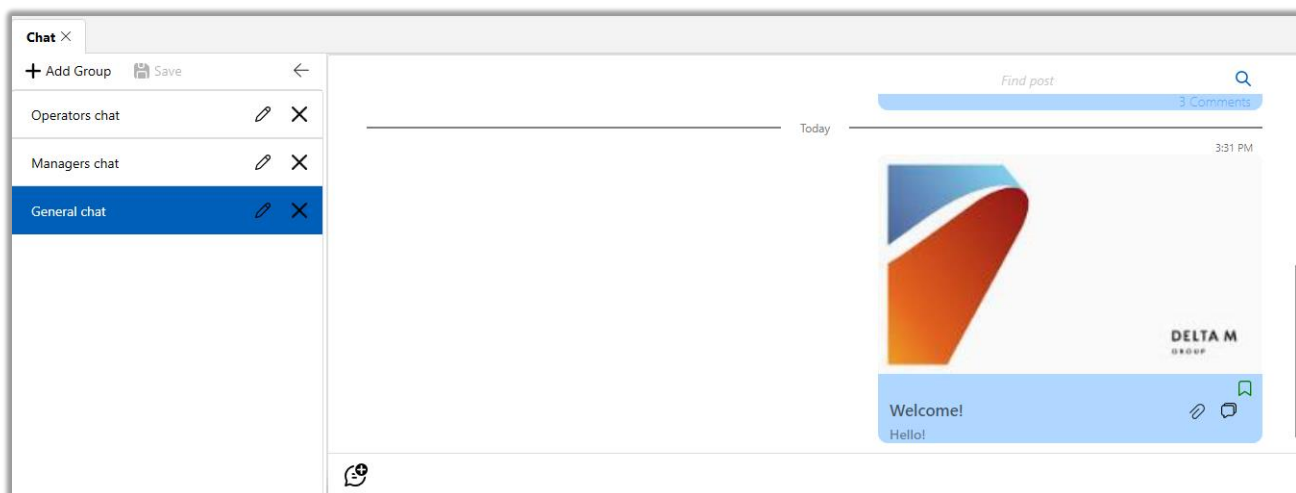 Chat
Add Group Save
Operators chat
Managers chat
General chat
Find post
3 Comments
Today
3:31 PM
DELTA M
GROUP
Welcome!
Hello!